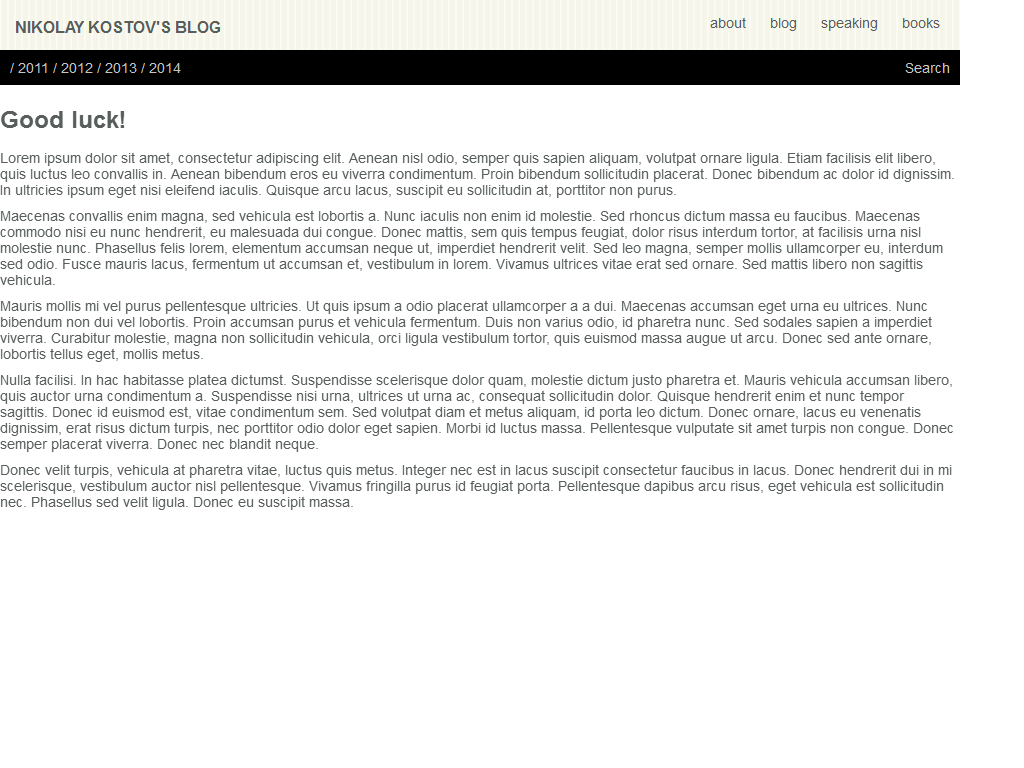 NIKOLAY KOSTOV'S BLOG
about blog speaking books
/ 2011 / 2012 / 2013 / 2014
Search
Good luck!
Lorem ipsum dolor sit amet, consectetur adipiscing elit. Aenean nisl odio, semper quis sapien aliquam, volutpat ornare ligula. Etiam facilisis elit libero,
quis luctus leo convallis in. Aenean bibendum eros eu viverra condimentum. Proin bibendum sollicitudin placerat. Donec bibendum ac dolor id dignissim.
In ultricies ipsum eget nisi eleifend iaculis. Quisque arcu lacus, suscipit eu sollicitudin at, porttitor non purus.
Maecenas convallis enim magna, sed vehicula est lobortis a. Nunc iaculis non enim id molestie. Sed rhoncus dictum massa eu faucibus. Maecenas
commodo nisi eu nunc hendrerit, eu malesuada dui congue. Donec mattis, sem quis tempus feugiat, dolor risus interdum tortor, at facilisis urna nisl
molestie nunc. Phasellus felis lorem, elementum accumsan neque ut, imperdiet hendrerit velit. Sed leo magna, semper mollis ullamcorper eu, interdum
sed odio. Fusce mauris lacus, fermentum ut accumsan et, vestibulum in lorem. Vivamus ultrices vitae erat sed ornare. Sed mattis libero non sagittis
vehicula.
Mauris mollis mi vel purus pellentesque ultricies. Ut quis ipsum a odio placerat ullamcorper a a dui. Maecenas accumsan eget urna eu ultrices. Nunc
bibendum non dui vel lobortis. Proin accumsan purus et vehicula fermentum. Duis non varius odio, id pharetra nunc. Sed sodales sapien a imperdiet
viverra. Curabitur molestie, magna non sollicitudin vehicula, orci ligula vestibulum tortor, quis euismod massa augue ut arcu. Donec sed ante ornare,
lobortis tellus eget, mollis metus.
Nulla facilisi. In hac habitasse platea dictumst. Suspendisse scelerisque dolor quam, molestie dictum justo pharetra et. Mauris vehicula accumsan libero,
quis auctor urna condimentum a. Suspendisse nisi urna, ultrices ut urna ac, consequat sollicitudin dolor. Quisque hendrerit enim et nunc tempor
sagittis. Donec id euismod est, vitae condimentum sem. Sed volutpat diam et metus aliquam, id porta leo dictum. Donec ornare, lacus eu venenatis
dignissim, erat risus dictum turpis, nec porttitor odio dolor eget sapien. Morbi id luctus massa. Pellentesque vulputate sit amet turpis non congue. Donec
semper placerat viverra. Donec nec blandit neque.
Donec velit turpis, vehicula at pharetra vitae, luctus quis metus. Integer nec est in lacus suscipit consectetur faucibus in lacus. Donec hendrerit dui in mi
scelerisque, vestibulum auctor nisl pellentesque. Vivamus fringilla purus id feugiat porta. Pellentesque dapibus arcu risus, eget vehicula est sollicitudin
nec. Phasellus sed velit ligula. Donec eu suscipit massa.